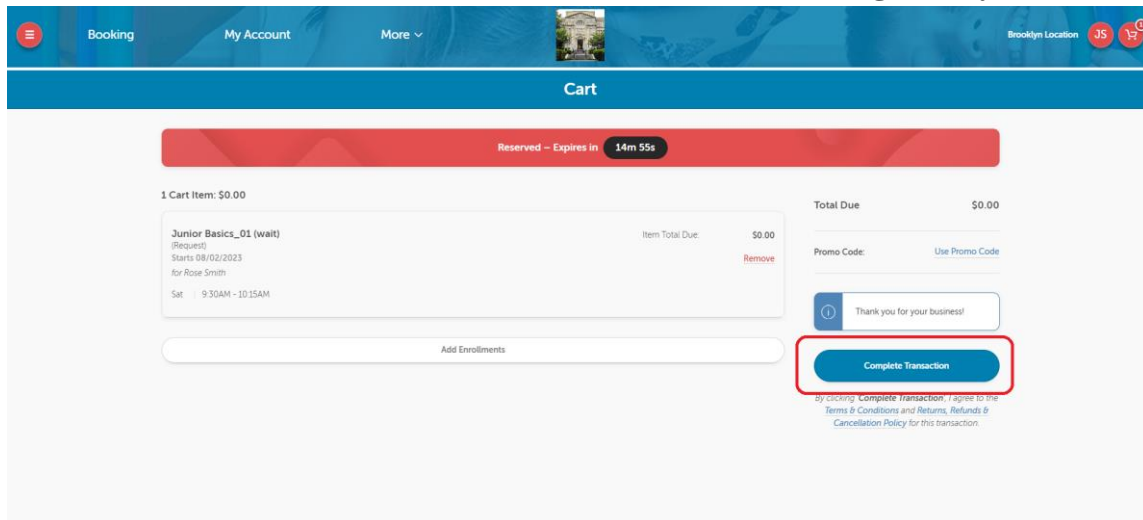 Booking
My Account
More
Brooklyn Location
JS
Cart
Reserved – Expires in 14m 55s
1 Cart Item: $0.00
Junior Basics_01 (wait)
(Request)
Starts 08/02/2023
for Rose Smith
Sat | 9:30AM - 10:15AM
Item Total Due: $0.00
Remove
Add Enrollments
Total Due $0.00
Promo Code: Use Promo Code
Thank you for your business!
Complete Transaction
By clicking 'Complete Transaction', I agree to the
Terms & Conditions and Returns, Refunds &
Cancellation Policy for this transaction.